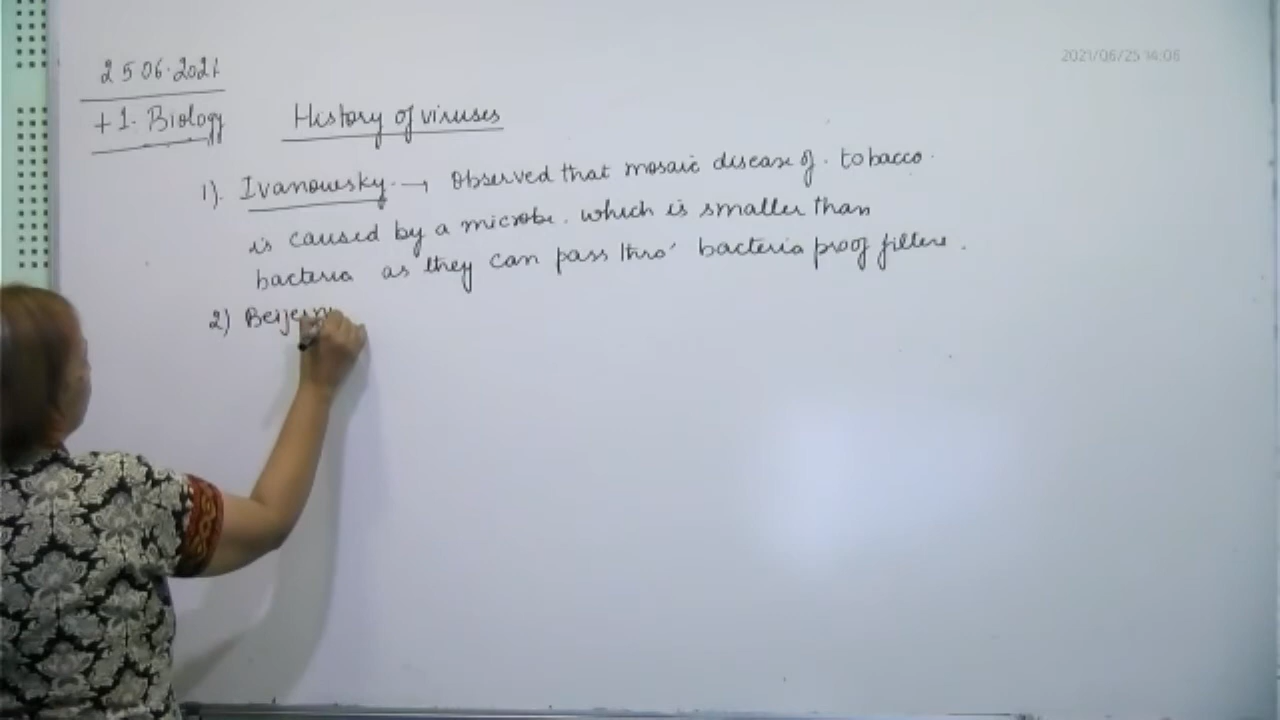 2021/06/25 14:06
25 06.2021
+1. Biology
History of viruses
1). Ivanowsky. → Observed that mosaic disease of. tobacco.
is caused by a microbe. which is smaller than
bacteria as they can pass thro' bacteria proof filters.
2) Beijerin